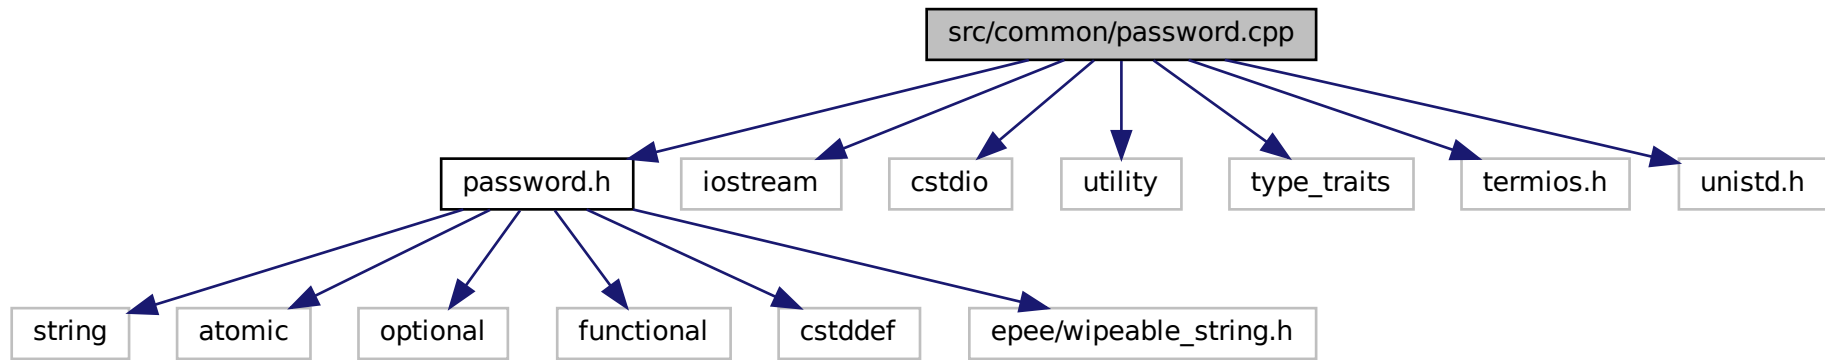 src/common/password.cpp
password.h
iostream
cstdio
utility
type_traits
termios.h
unistd.h
string
atomic
optional
functional
cstddef
epee/wipeable_string.h